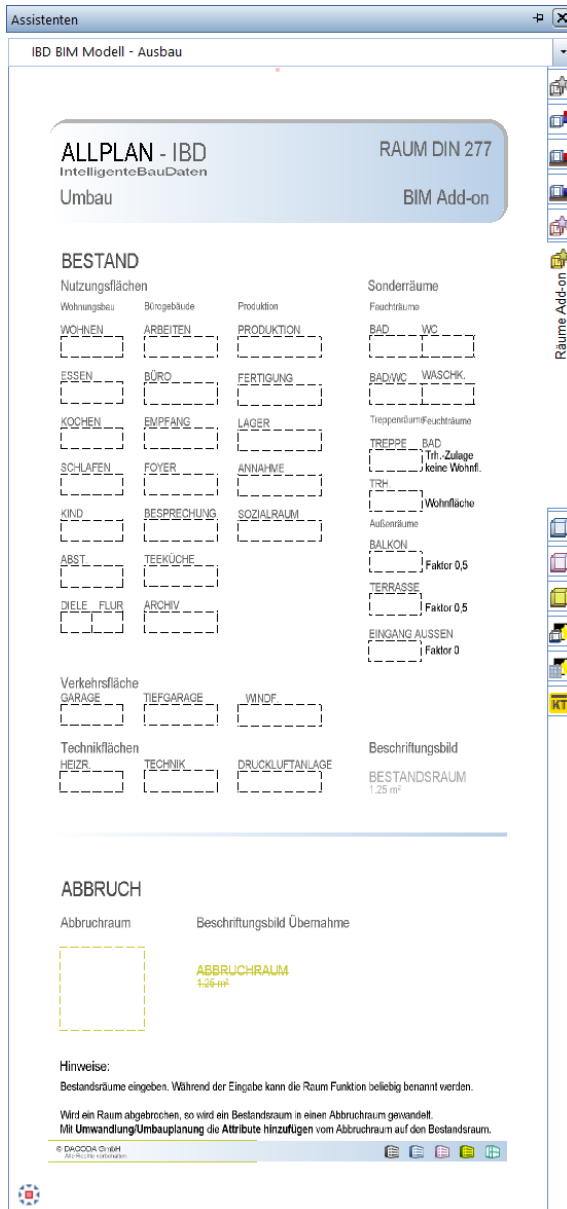 Assistenten
IBD BIM Modell - Ausbau
ALLPLAN - IBD RAUM DIN 277
IntelligenteBauDaten
Umbau BIM Add-on
Räume Add-on
BESTAND
Nutzungsflächen Sonderräume
Wohnungsbau Bürogebäude Produktion Feuchträume
WOHNEN ARBEITEN PRODUKTION BAD WC
ESSEN BÜRO FERTIGUNG BAD/WC WASCHK.
KOCHEN EMPFANG LAGER Treppenräume Feuchträume
TREPPE BAD
Trh.-Zulage
keine Wohnfl.
SCHLAFEN FOYER ANNAHME TRH.
Wohnfläche
KIND BESPRECHUNG SOZIALRAUM Außenräume
BALKON
ABST. TEEKÜCHE Faktor 0,5
TERRASSE
DIELE FLUR ARCHIV Faktor 0,5
EINGANG AUSSEN
Faktor 0
Verkehrsfläche
GARAGE TIEFGARAGE WINDF.
Technikflächen Beschriftungsbild
HEIZR. TECHNIK DRUCKLUFTANLAGE
BESTANDSRAUM
1.25 m²
KT
ABBRUCH
Abbruchraum Beschriftungsbild Übernahme
ABBRUCHRAUM
1.25 m²
Hinweise:
Bestandsräume eingeben. Während der Eingabe kann die Raum Funktion beliebig benannt werden.
Wird ein Raum abgebrochen, so wird ein Bestandsraum in einen Abbruchraum gewandelt.
Mit Umwandlung/Umbauplanung die Attribute hinzufügen vom Abbruchraum auf den Bestandsraum.
© DACODA GmbH
Alle Rechte vorbehalten